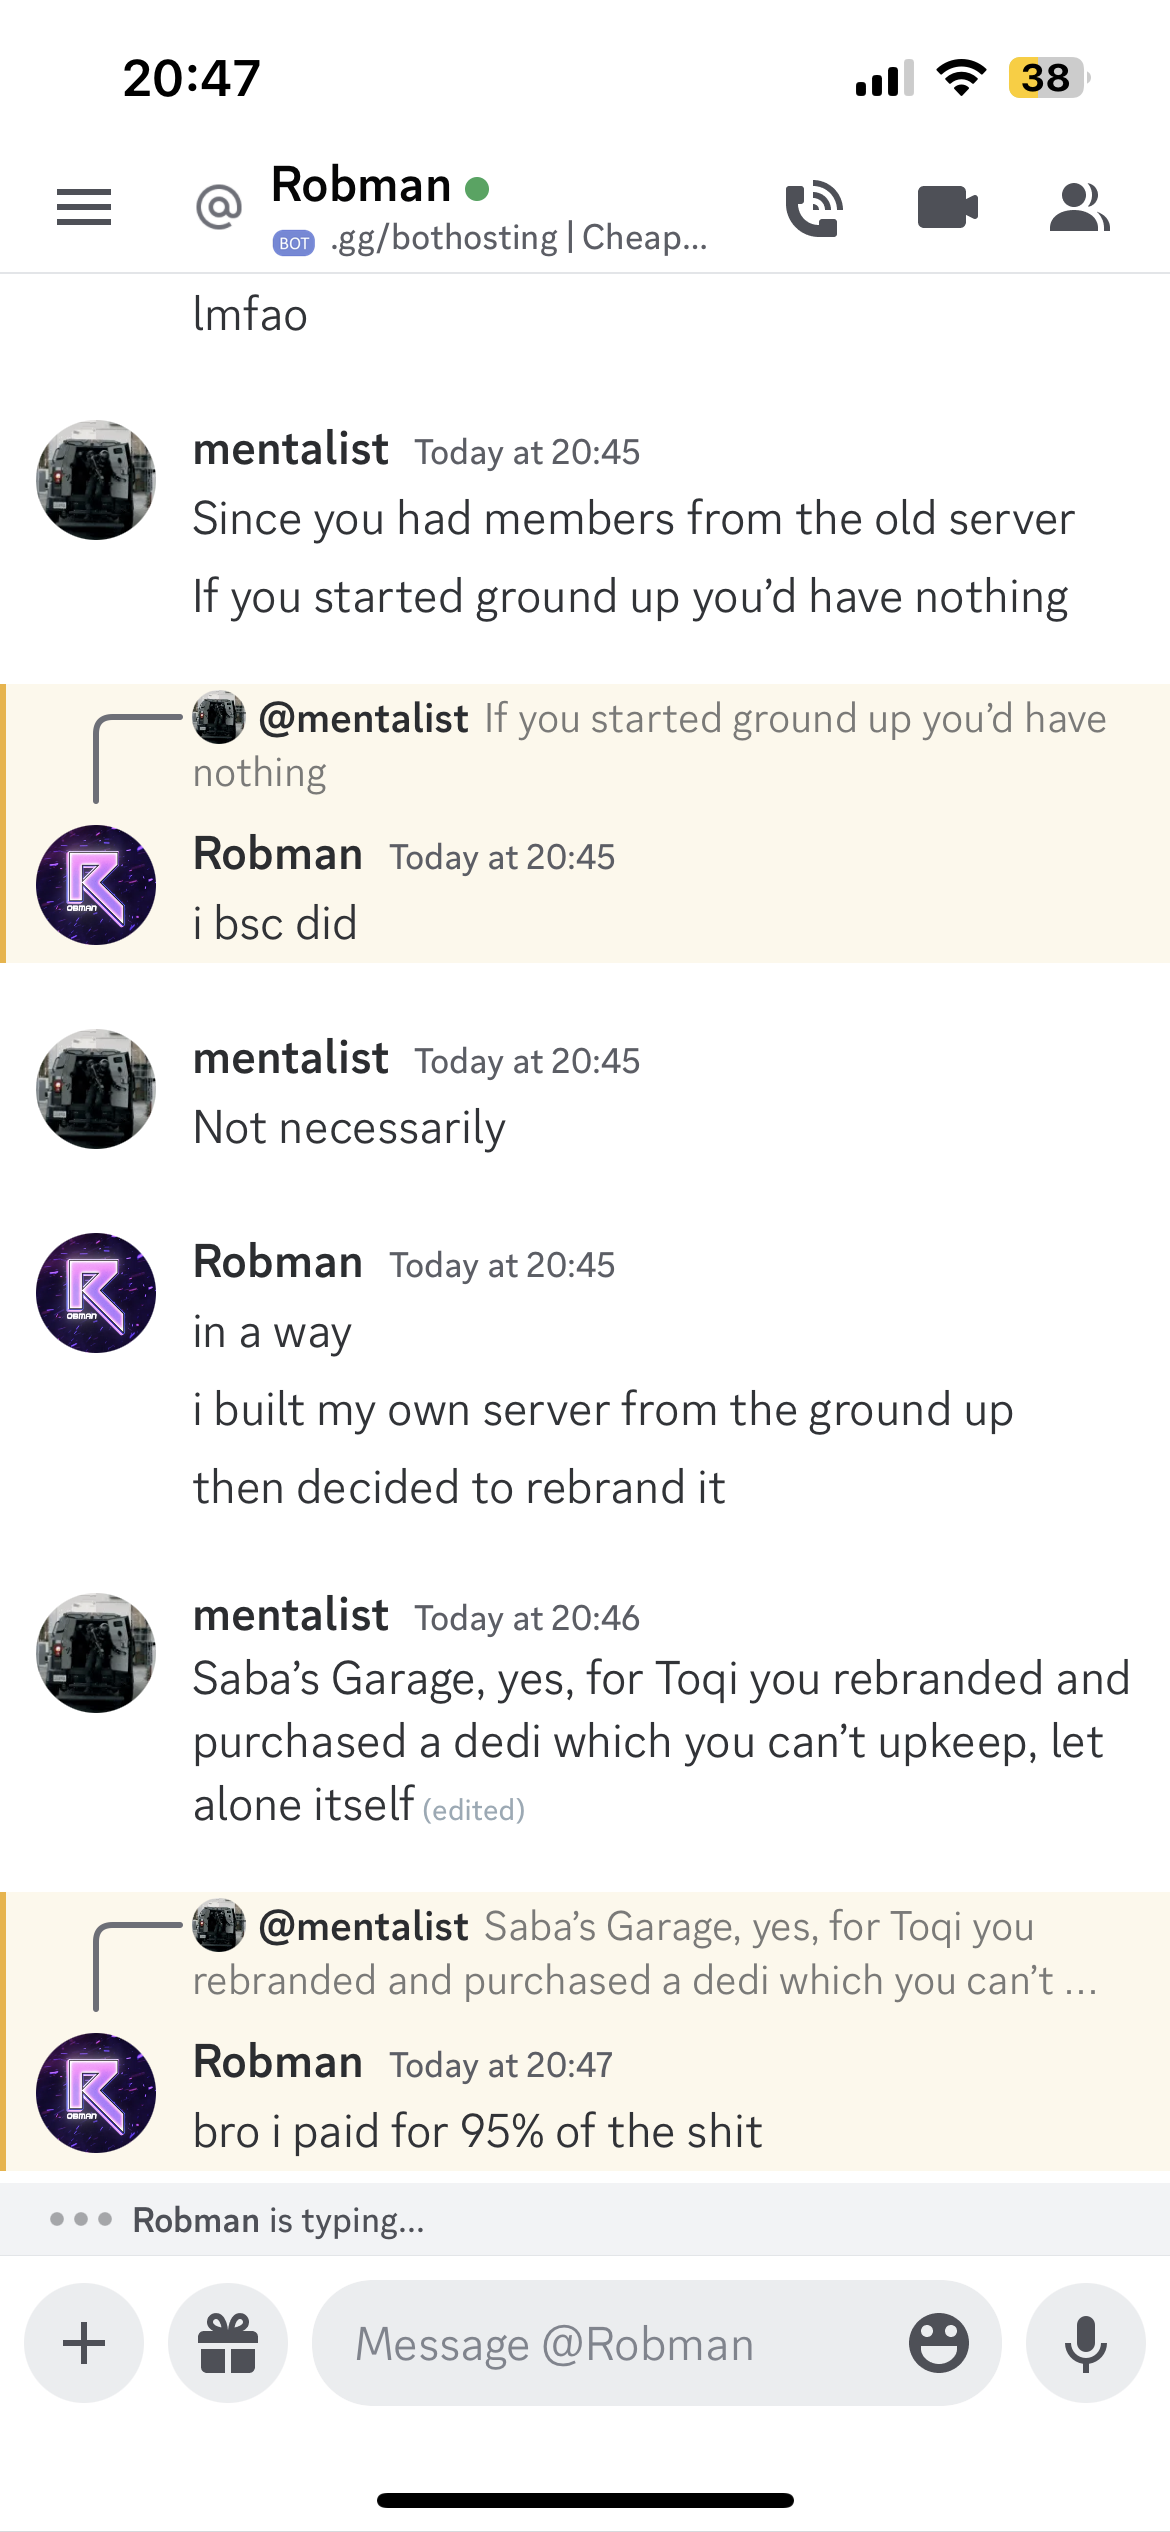 20:47
38
Robman
BOT .gg/bothosting | Cheap...
lmfao
mentalist Today at 20:45
Since you had members from the old server
If you started ground up you’d have nothing
@mentalist If you started ground up you’d have
nothing
Robman Today at 20:45
R
OBMAN
i bsc did
mentalist Today at 20:45
Not necessarily
Robman Today at 20:45
R
OBMAN
in a way
i built my own server from the ground up
then decided to rebrand it
mentalist Today at 20:46
Saba’s Garage, yes, for Toqi you rebranded and
purchased a dedi which you can’t upkeep, let
alone itself (edited)
@mentalist Saba’s Garage, yes, for Toqi you
rebranded and purchased a dedi which you can’t ...
Robman Today at 20:47
R
OBMAN
bro i paid for 95% of the shit
Robman is typing...
Message @Robman